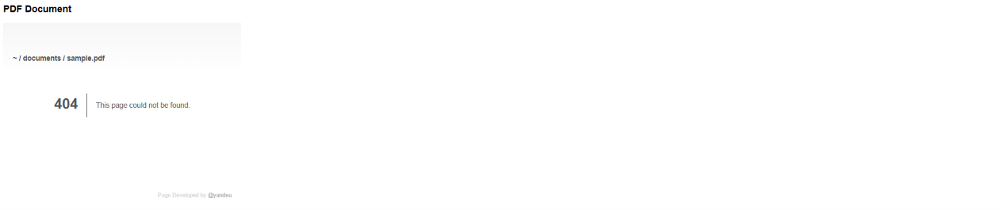 PDF Document
~ / documents / sample.pdf
404
This page could not be found.
Page Developed by @yandeu